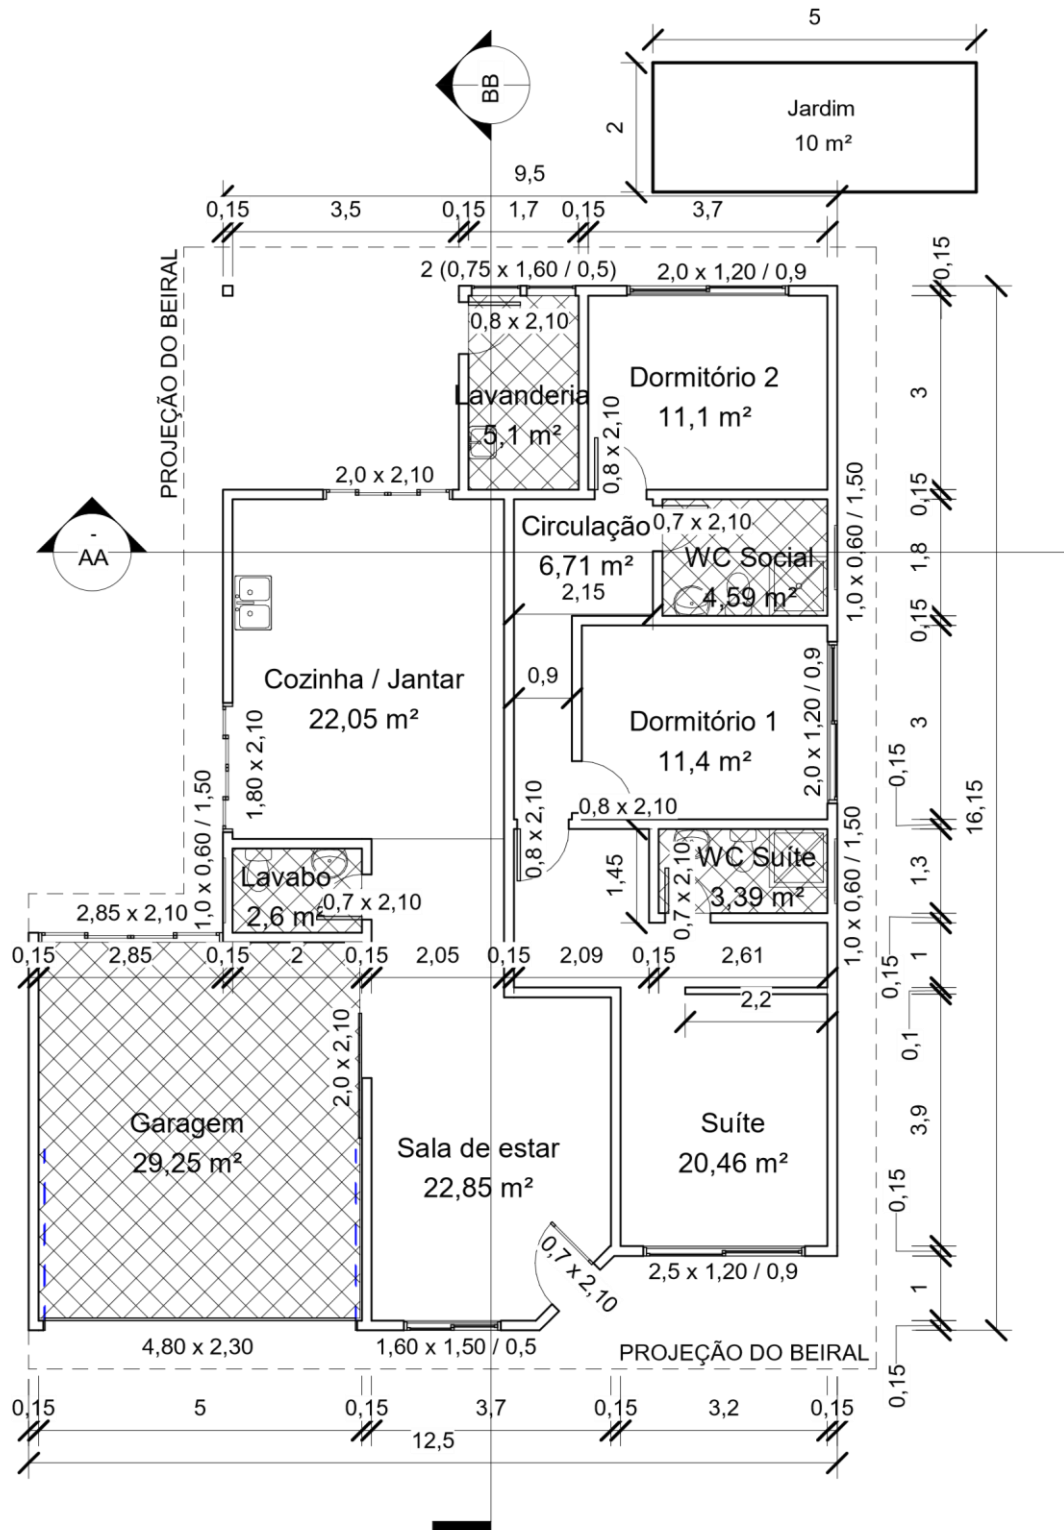 5
Jardim
10 m²
2
BB
9,5
0,15
3,5
0,15
1,7
0,15
3,7
0,15
2 (0,75 x 1,60 / 0,5)
2,0 x 1,20 / 0,9
PROJEÇÃO DO BEIRAL
0,8 x 2,10
Lavanderia
5,1 m²
Dormitório 2
11,1 m²
0,8 x 2,10
3
2,0 x 2,10
1,0 x 0,60 / 1,50
0,15
-
AA
Circulação
6,71 m²
2,15
0,7 x 2,10
WC Social
4,59 m²
1,8
0,15
Cozinha / Jantar
22,05 m²
0,9
Dormitório 1
11,4 m²
2,0 x 1,20 / 0,9
3
0,15
16,15
1,80 x 2,10
0,8 x 2,10
0,8 x 2,10
1,0 x 0,60 / 1,50
1,0 x 0,60 / 1,50
Lavabo
2,6 m²
0,7 x 2,10
1,45
0,7 x 2,10
WC Suíte
3,39 m²
1,3
2,85 x 2,10
0,15
2,85
0,15
2
0,15
2,05
0,15
2,09
0,15
2,61
0,15
1
2,2
0,1
2,0 x 2,10
Garagem
29,25 m²
Sala de estar
22,85 m²
Suíte
20,46 m²
3,9
0,15
0,7 x 2,10
2,5 x 1,20 / 0,9
1
4,80 x 2,30
1,60 x 1,50 / 0,5
PROJEÇÃO DO BEIRAL
0,15
0,15
5
0,15
3,7
0,15
3,2
0,15
12,5